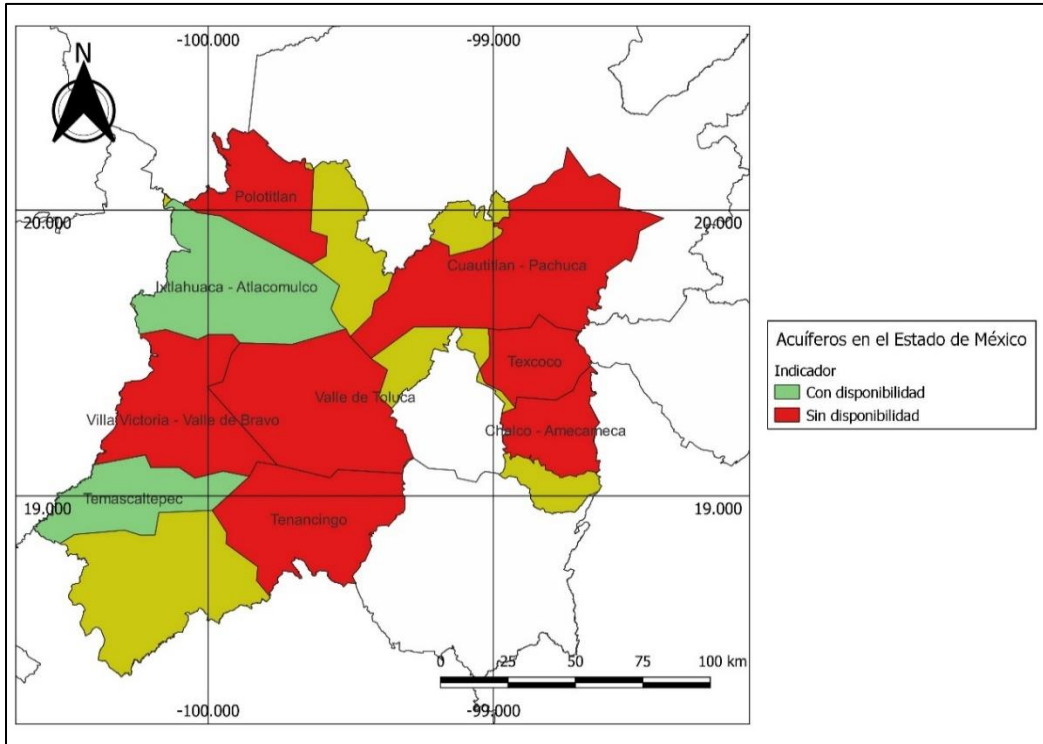 -100.000
-99.000
N
Polotitlan
20.000
20.000
Cuautitlan - Pachuca
Ixtlahuaca - Atlacomulco
Texcoco
Valle de Toluca
Villa Victoria - Valle de Bravo
Chalco - Amecameca
Temascaltepec
19.000
19.000
Tenancingo
0 25 50 75 100 km
-100.000
-99.000
Acuíferos en el Estado de México
Indicador
Con disponibilidad
Sin disponibilidad